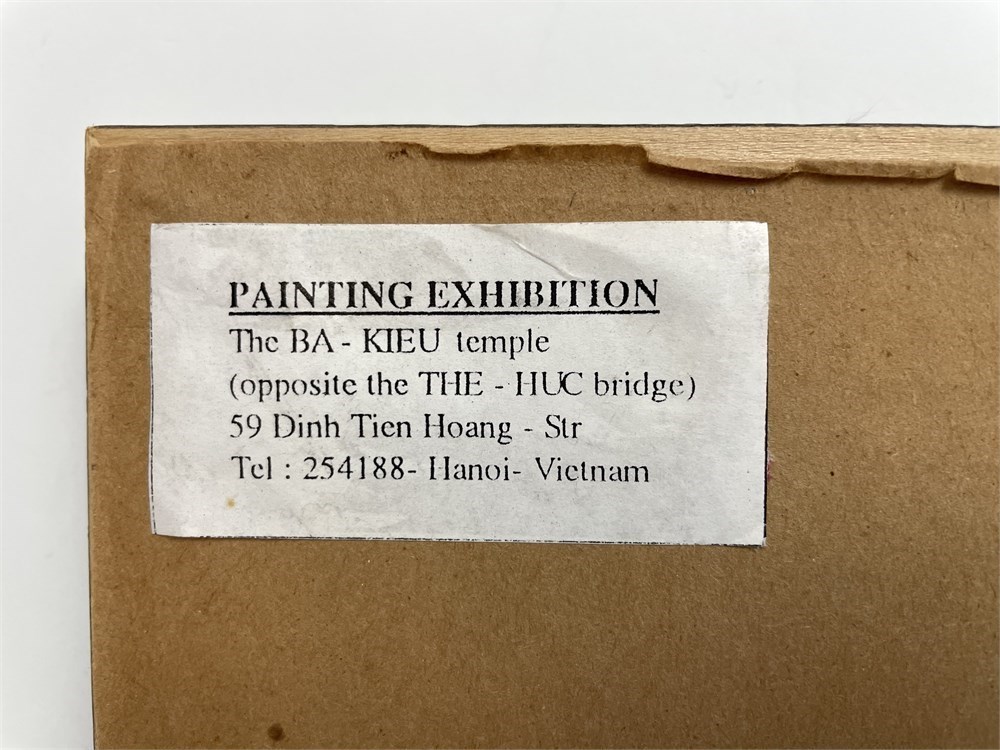 PAINTING EXHIBITION
The BA - KIEU temple
(opposite the THE - HUC bridge)
59 Dinh Tien Hoang - Str
Tel : 254188- Hanoi- Vietnam